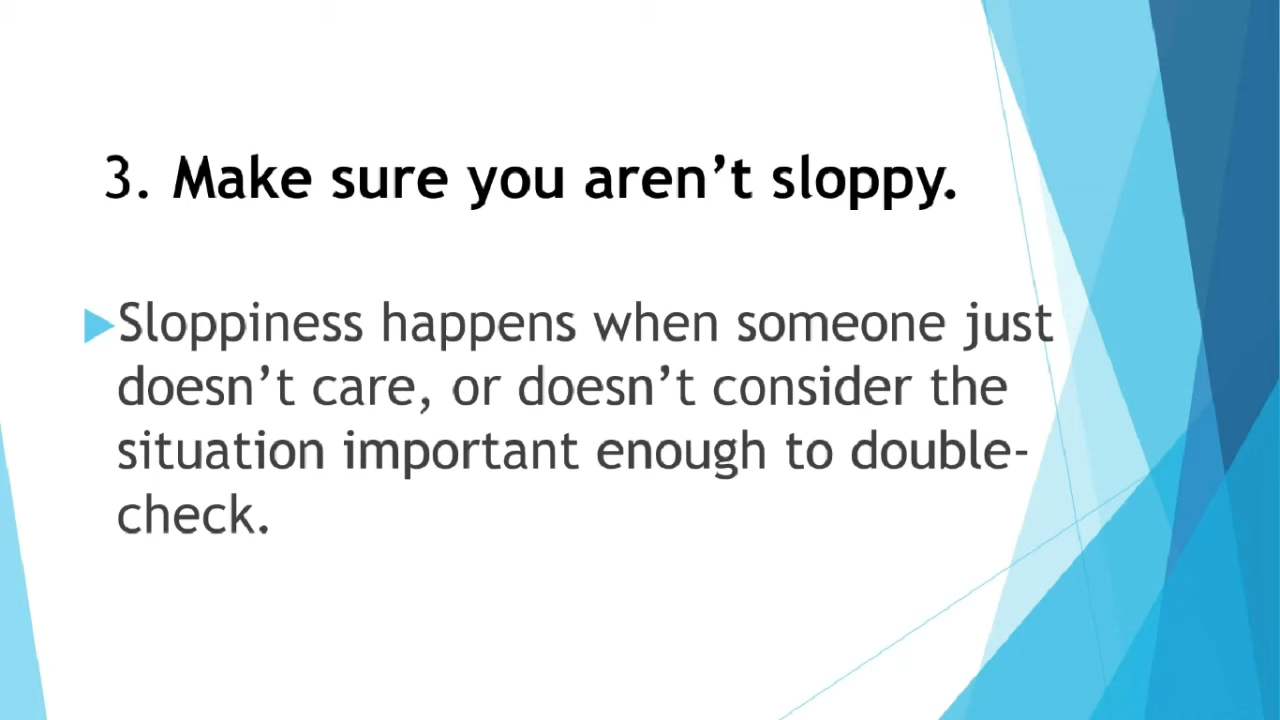 3. Make sure you aren’t sloppy.
Sloppiness happens when someone just
doesn’t care, or doesn’t consider the
situation important enough to double-
check.